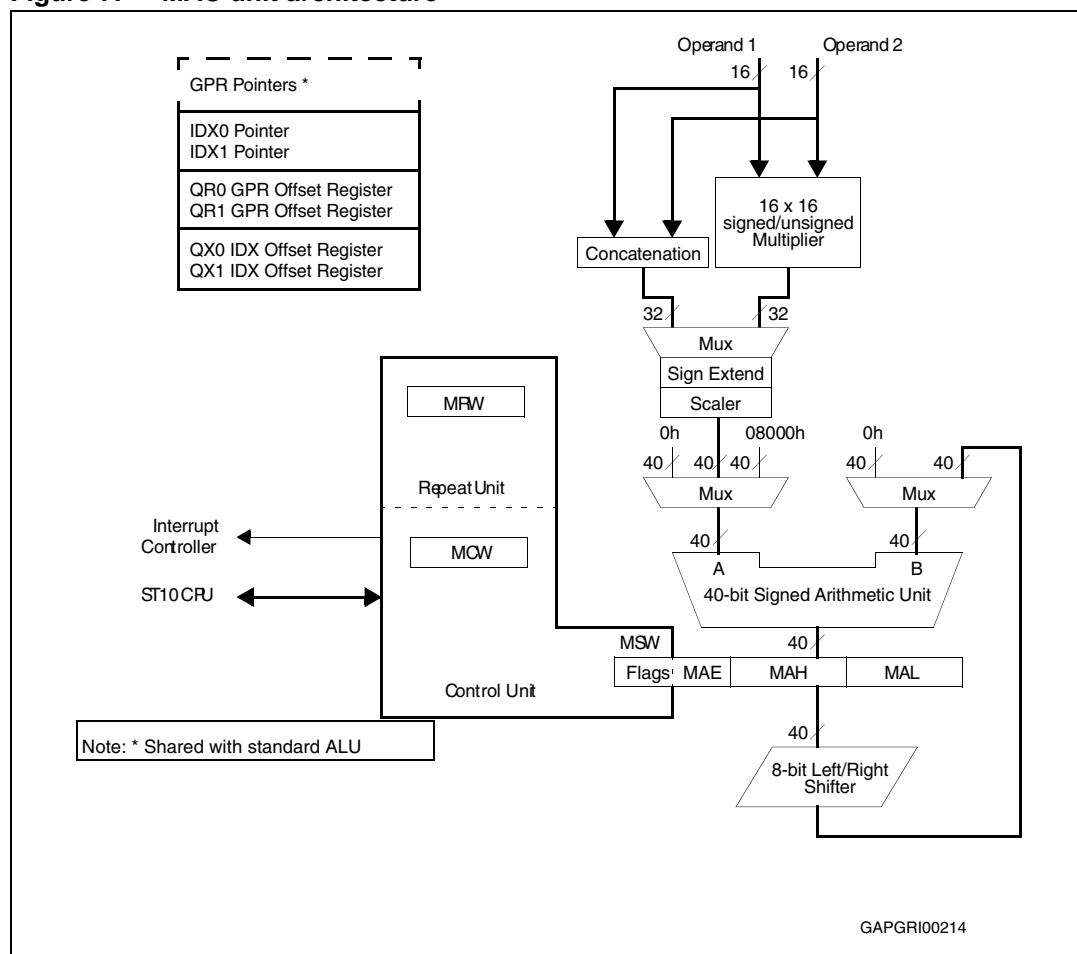 Operand 1 Operand 2
16 16
GPR Pointers *
IDX0 Pointer
IDX1 Pointer
QR0 GPR Offset Register
QR1 GPR Offset Register
QX0 IDX Offset Register
QX1 IDX Offset Register
16 x 16
signed/unsigned
Multiplier
Concatenation
32 32
Mux
Sign Extend
Scaler
0h 08000h 0h
40 40 40 40 40
Mux Mux
40 40
A B
40-bit Signed Arithmetic Unit
40
MRW
Repeat Unit
Interrupt
Controller
MCW
ST10 CPU
MSW
Flags MAE MAH MAL
Control Unit
40
8-bit Left/Right
Shifter
Note: * Shared with standard ALU
GAPGRI00214